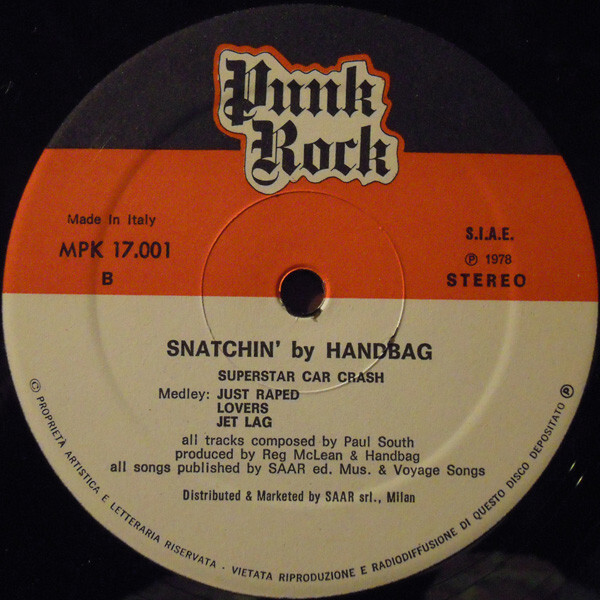 Punk
Rock
Made In Italy
MPK 17.001
B
S.I.A.E.
Ⓟ 1978
STEREO
SNATCHIN' by HANDBAG
SUPERSTAR CAR CRASH
Medley: JUST RAPED
LOVERS
JET LAG
all tracks composed by Paul South
produced by Reg McLean & Handbag
all songs published by SAAR ed. Mus. & Voyage Songs
Distributed & Marketed by SAAR srl., Milan
© PROPRIETA ARTISTICA E LETTERARIA RISERVATA - VIETATA RIPRODUZIONE E RADIODIFFUSIONE DI QUESTO DISCO DEPOSITATO Ⓟ